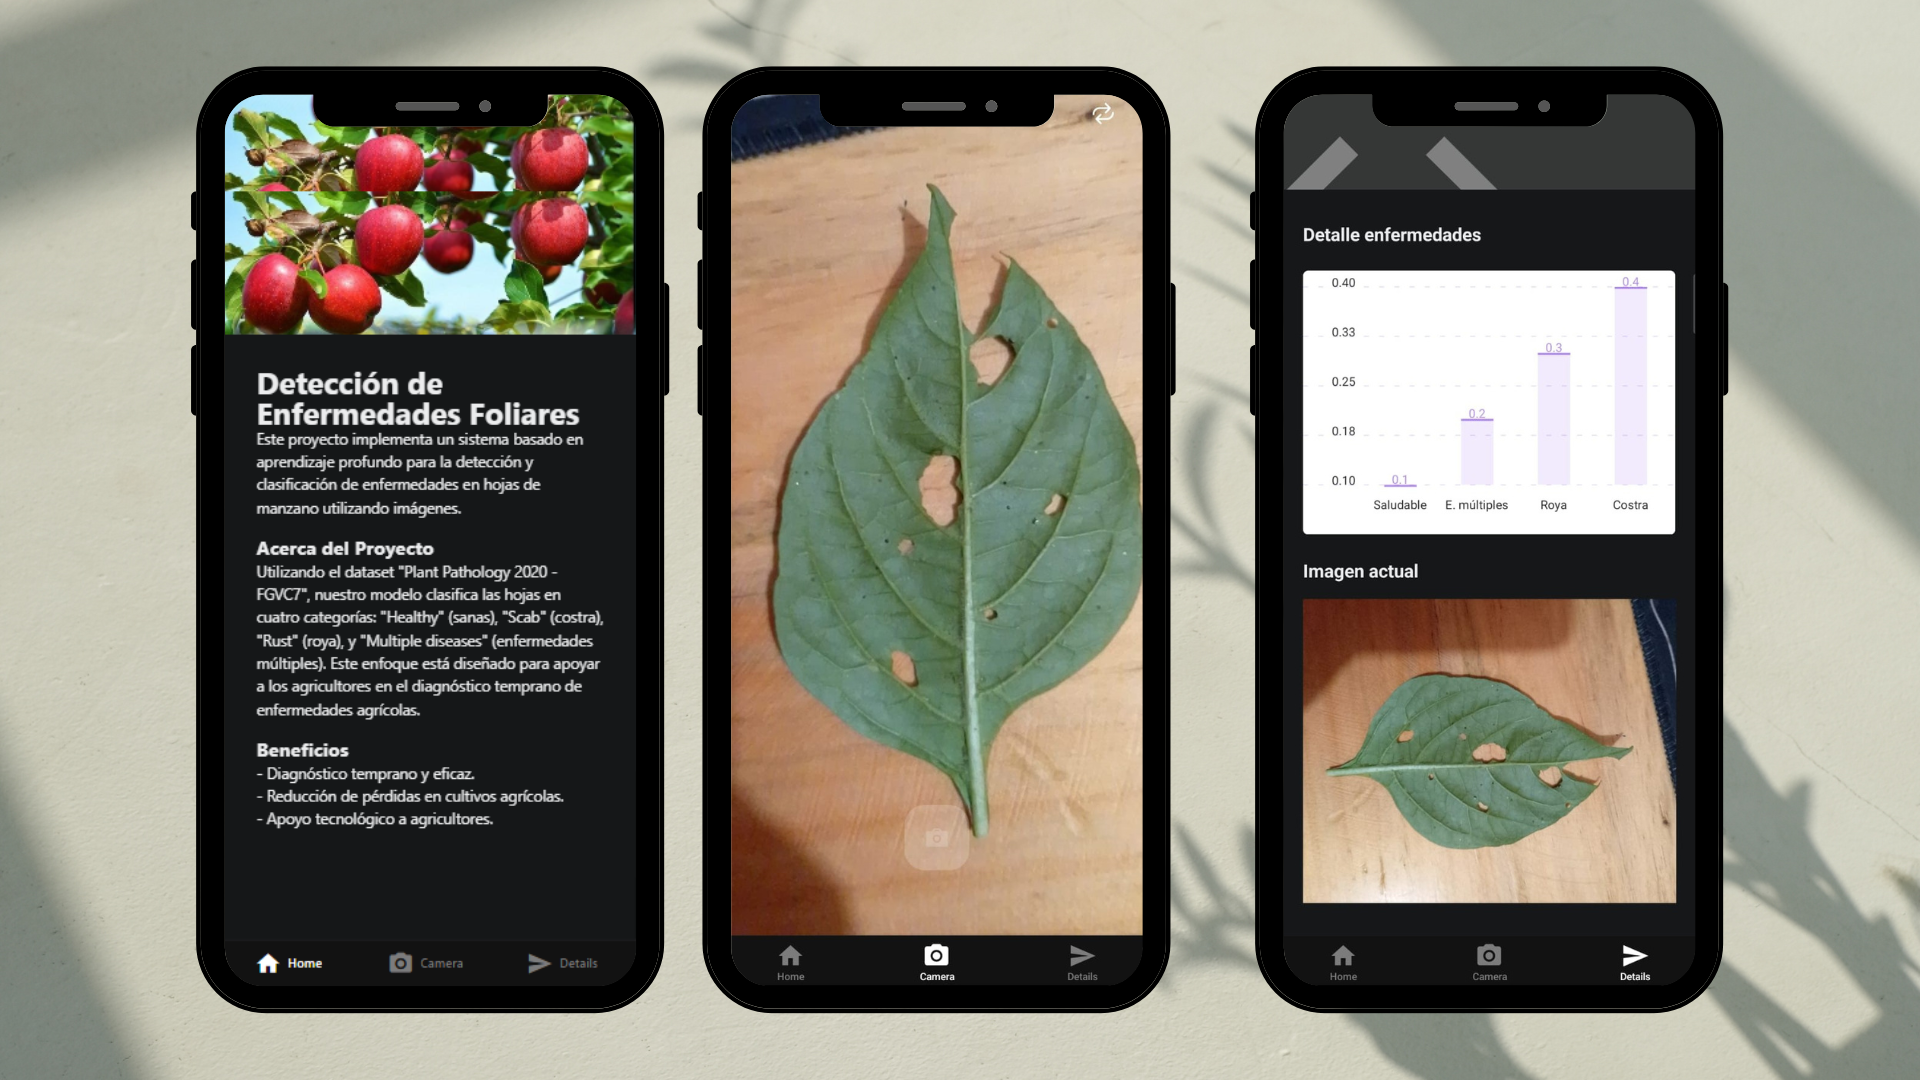 Detección de
Enfermedades Foliares
Este proyecto implementa un sistema basado en
aprendizaje profundo para la detección y
clasificación de enfermedades en hojas de
manzano utilizando imágenes.
Acerca del Proyecto
Utilizando el dataset "Plant Pathology 2020 -
FGVC7", nuestro modelo clasifica las hojas en
cuatro categorías: "Healthy" (sanas), "Scab" (costra),
"Rust" (roya), y "Multiple diseases" (enfermedades
múltiples). Este enfoque está diseñado para apoyar
a los agricultores en el diagnóstico temprano de
enfermedades agrícolas.
Beneficios
- Diagnóstico temprano y eficaz.
- Reducción de pérdidas en cultivos agrícolas.
- Apoyo tecnológico a agricultores.
Home Camera Details
Home Camera Details
Detalle enfermedades
0.40
0.33
0.25
0.18
0.10
0.1 0.2 0.3 0.4
Saludable E. múltiples Roya Costra
Imagen actual
Home Camera Details